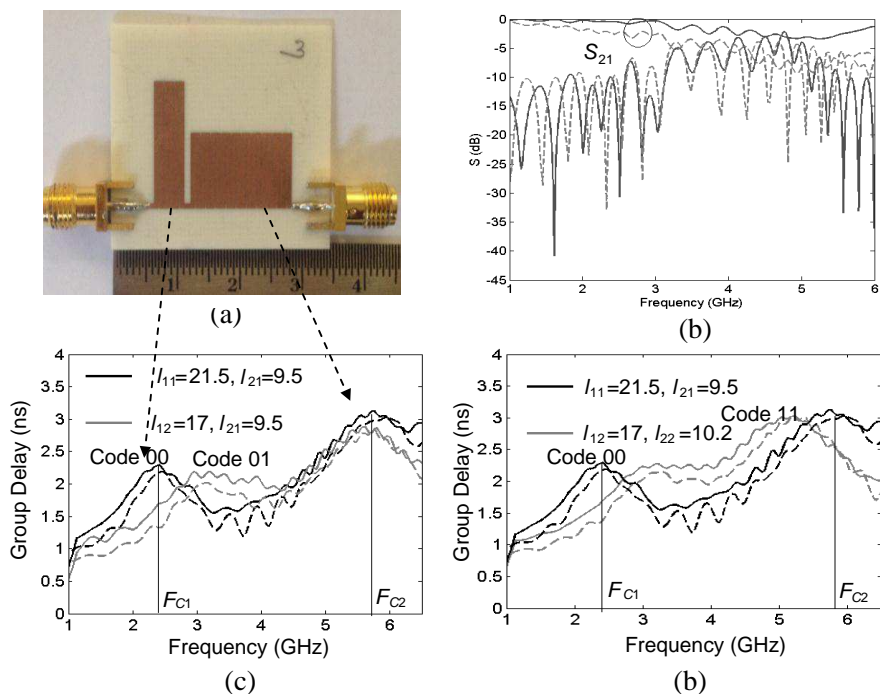 3
1 2 3 4
(a)
0
-5
-10
-15
-20
-25
-30
-35
-40
-45
S (dB)
S21
1 2 3 4 5 6
Frequency (GHz)
(b)
4
3.5
3
2.5
2
1.5
1
0.5
0
Group Delay (ns)
l11=21.5, l21=9.5
l12=17, l21=9.5
Code 00
Code 01
FC1
FC2
1 2 3 4 5 6
Frequency (GHz)
(c)
4
3.5
3
2.5
2
1.5
1
0.5
0
Group Delay (ns)
l11=21.5, l21=9.5
l12=17, l22=10.2
Code 11
Code 00
FC1
FC2
1 2 3 4 5 6
Frequency (GHz)
(b)